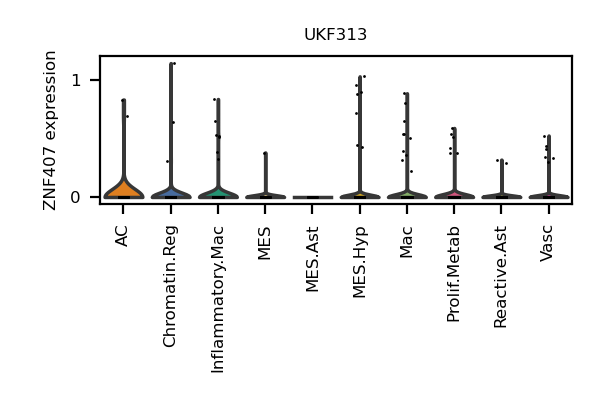 UKF313
ZNF407 expression
1
0
AC
Chromatin.Reg
Inflammatory.Mac
MES
MES.Ast
MES.Hyp
Mac
Prolif.Metab
Reactive.Ast
Vasc